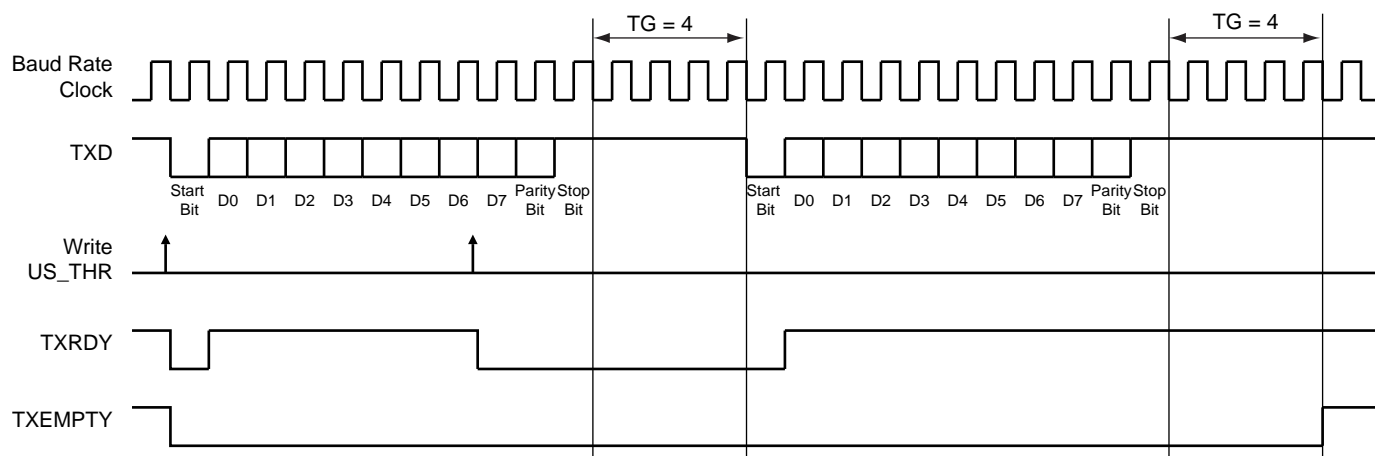 TG = 4
TG = 4
Baud Rate
Clock
TXD
Start
Bit
D0
D1
D2
D3
D4
D5
D6
D7
Parity
Bit
Stop
Bit
Start
Bit
D0
D1
D2
D3
D4
D5
D6
D7
Parity
Bit
Stop
Bit
Write
US_THR
TXRDY
TXEMPTY